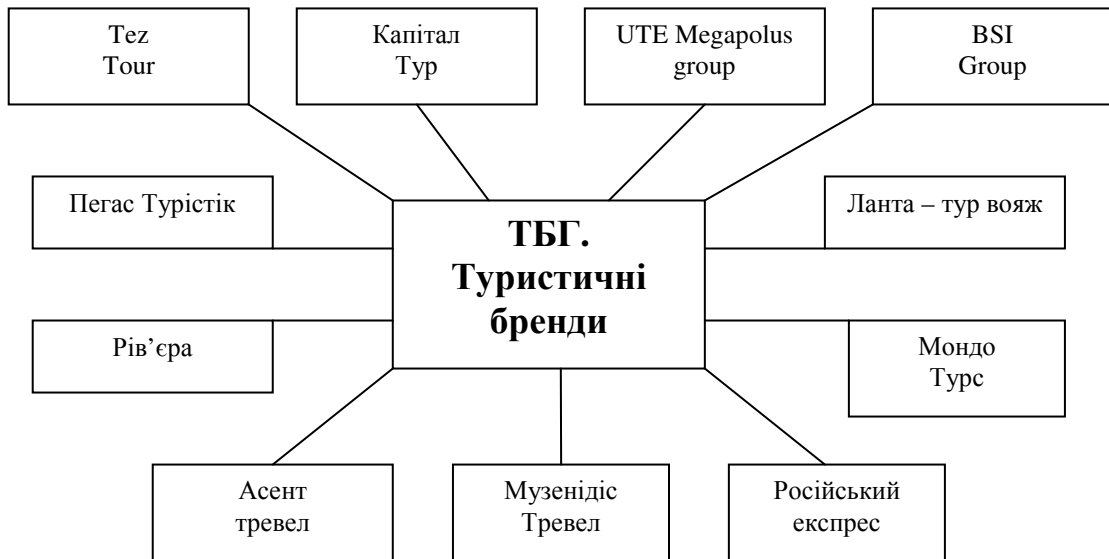 Tez
Tour
Капітал
Тур
UTE Megapolus
group
BSI
Group
Пегас Турістік
Ланта – тур вояж
ТБГ.
Туристичні
бренди
Рів’єра
Мондо
Турс
Асент
тревел
Музенідіс
Тревел
Російський
експрес